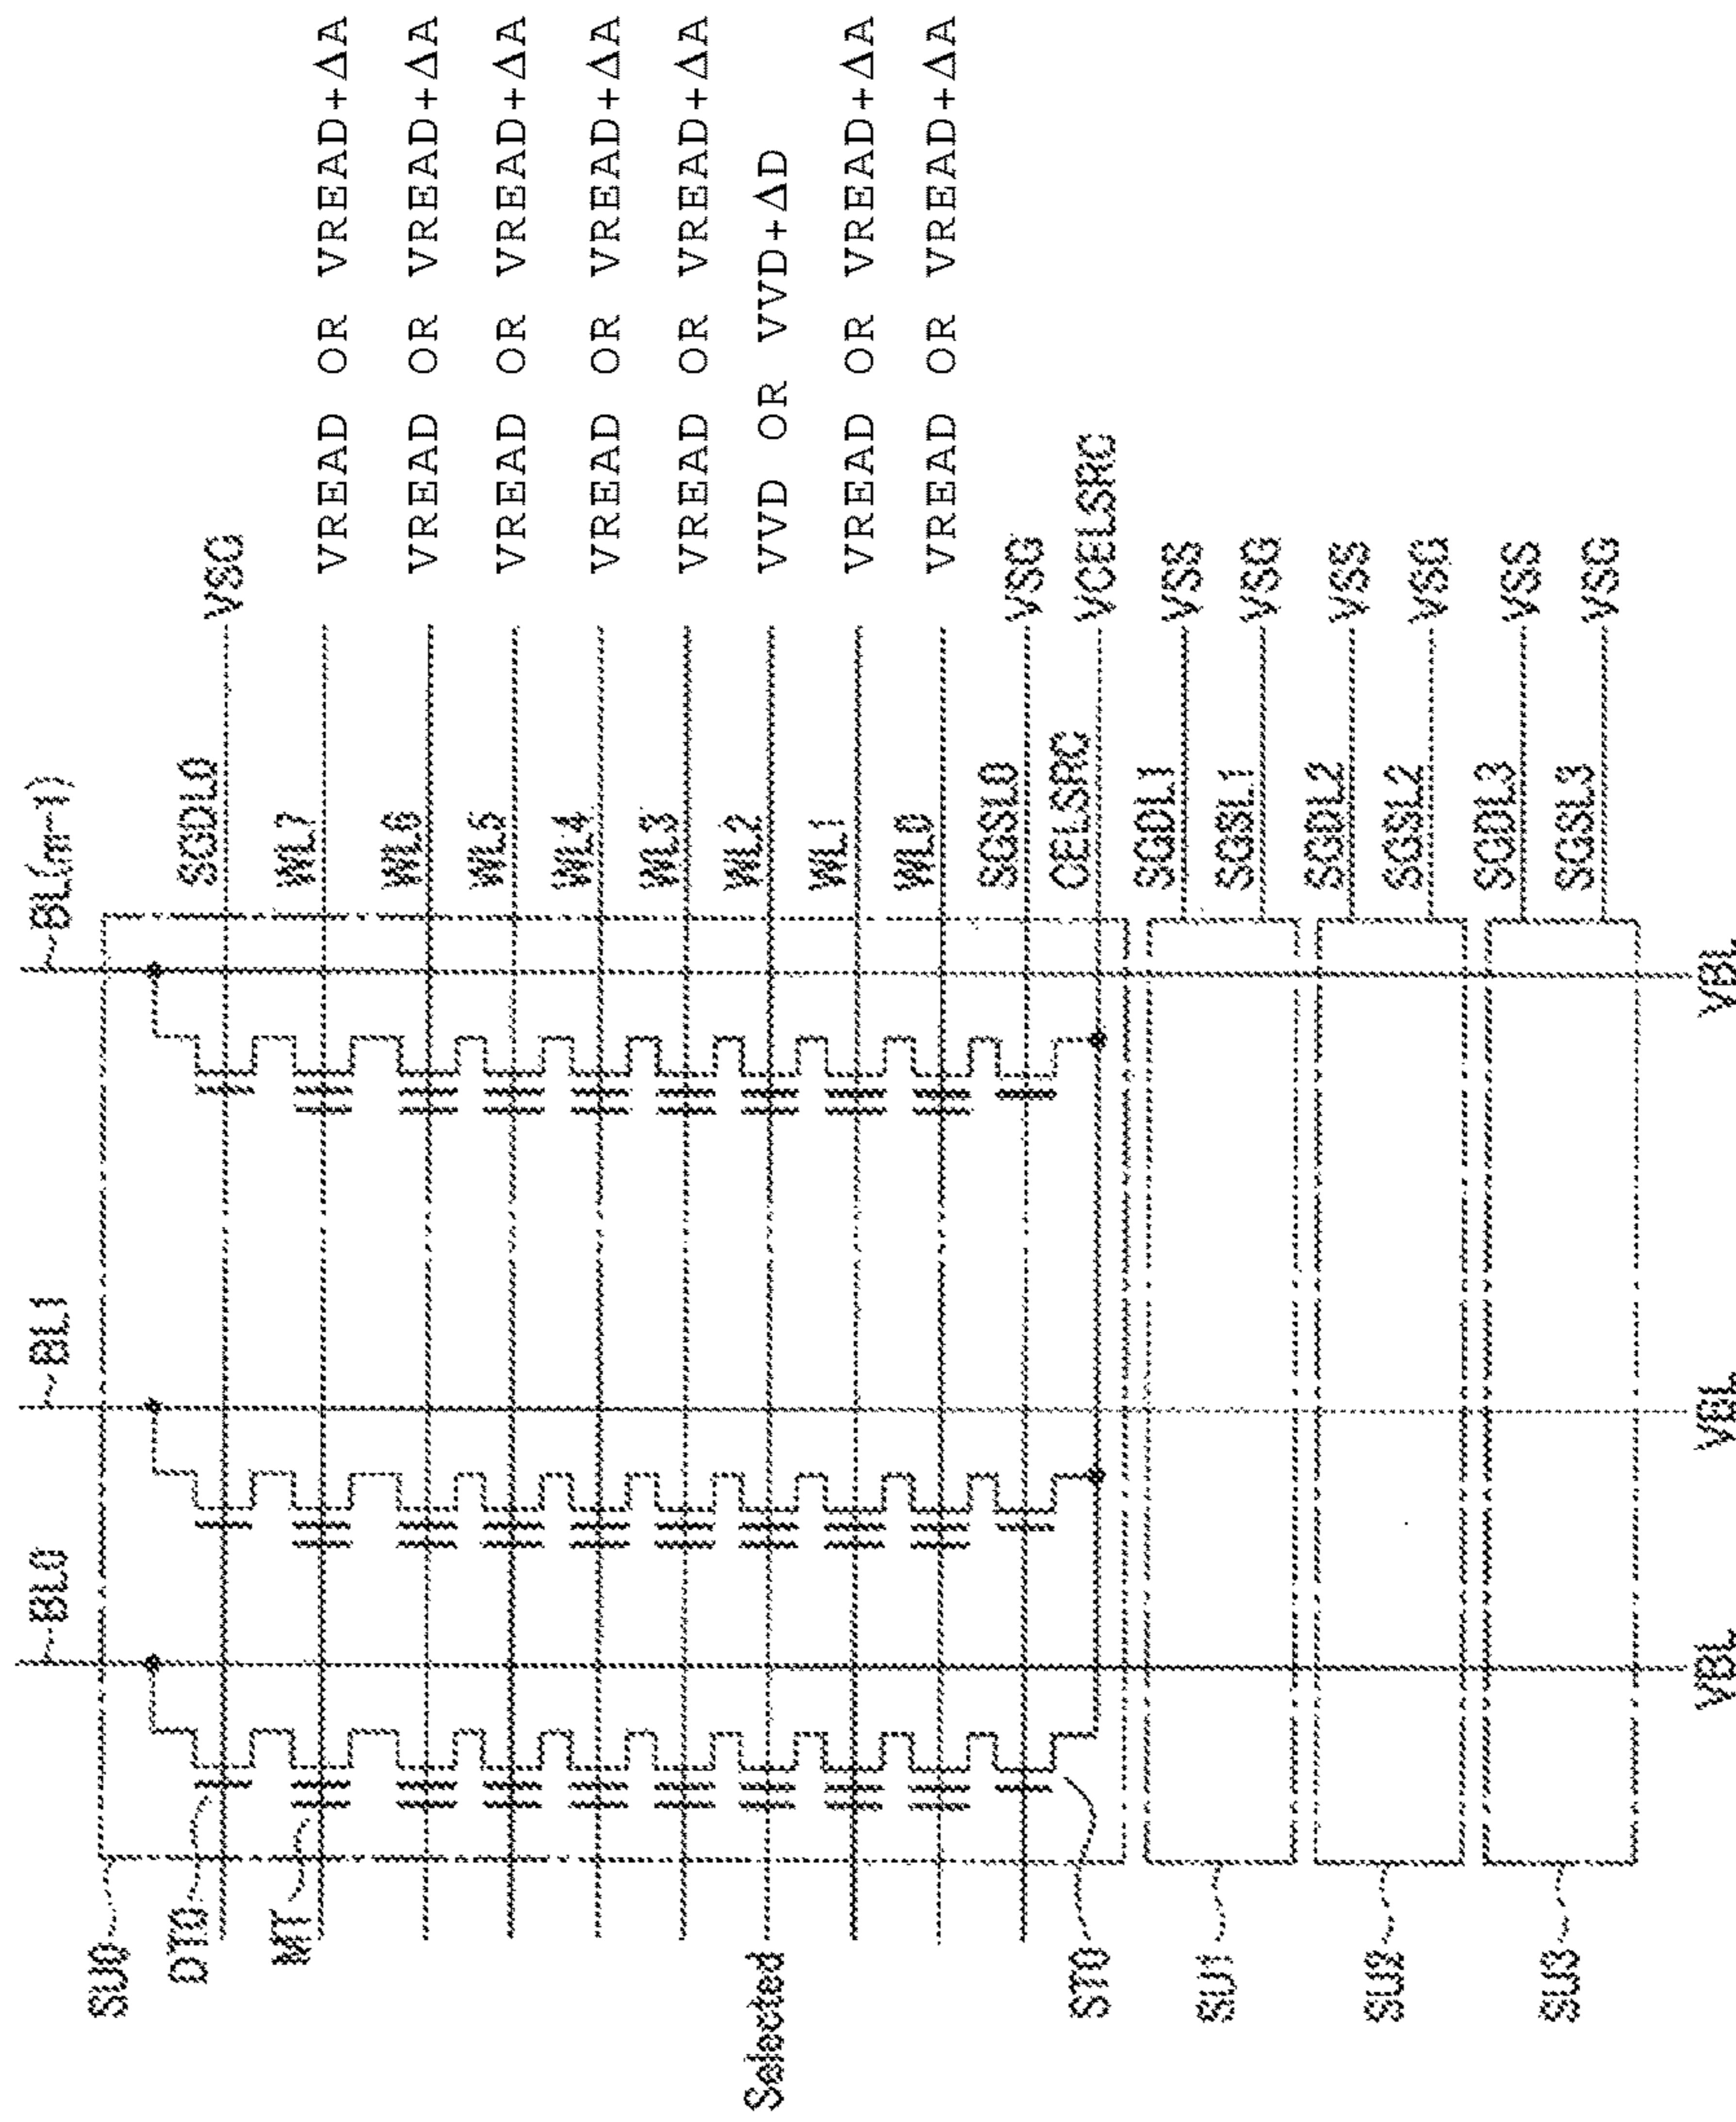 BL0
BL1
BL(m-1)
SU0
DT0
SGDL0
VSG
MT
WL7
VREAD OR VREAD+ΔA
WL6
VREAD OR VREAD+ΔA
WL5
VREAD OR VREAD+ΔA
WL4
VREAD OR VREAD+ΔA
WL3
VREAD OR VREAD+ΔA
Selected
WL2
VVD OR VVD+ΔD
WL1
VREAD OR VREAD+ΔA
WL0
VREAD OR VREAD+ΔA
SGSL0
VSG
ST0
CELSRC
VCELSRC
SU1
SGDL1
VSS
SGSL1
VSG
SU2
SGDL2
VSS
SGSL2
VSG
SU3
SGDL3
VSS
SGSL3
VSG
VBL
VBL
VBL